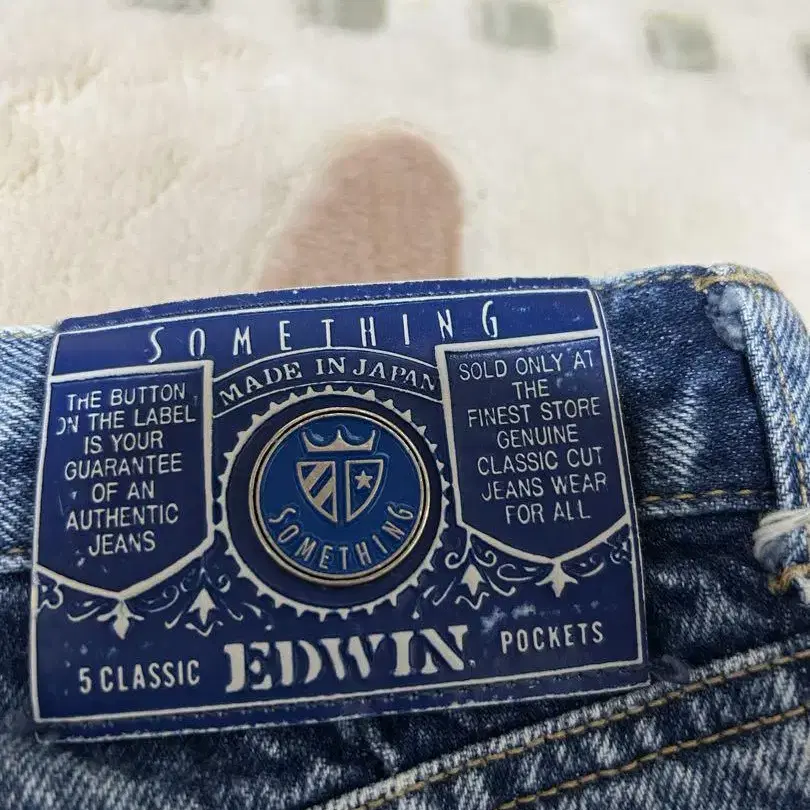 SOMETHING
MADE IN JAPAN
THE BUTTON
ON THE LABEL
IS YOUR
GUARANTEE
OF AN
AUTHENTIC
JEANS
SOMETHING
SOLD ONLY AT
THE
FINEST STORE
GENUINE
CLASSIC CUT
JEANS WEAR
FOR ALL
5 CLASSIC EDWIN POCKETS